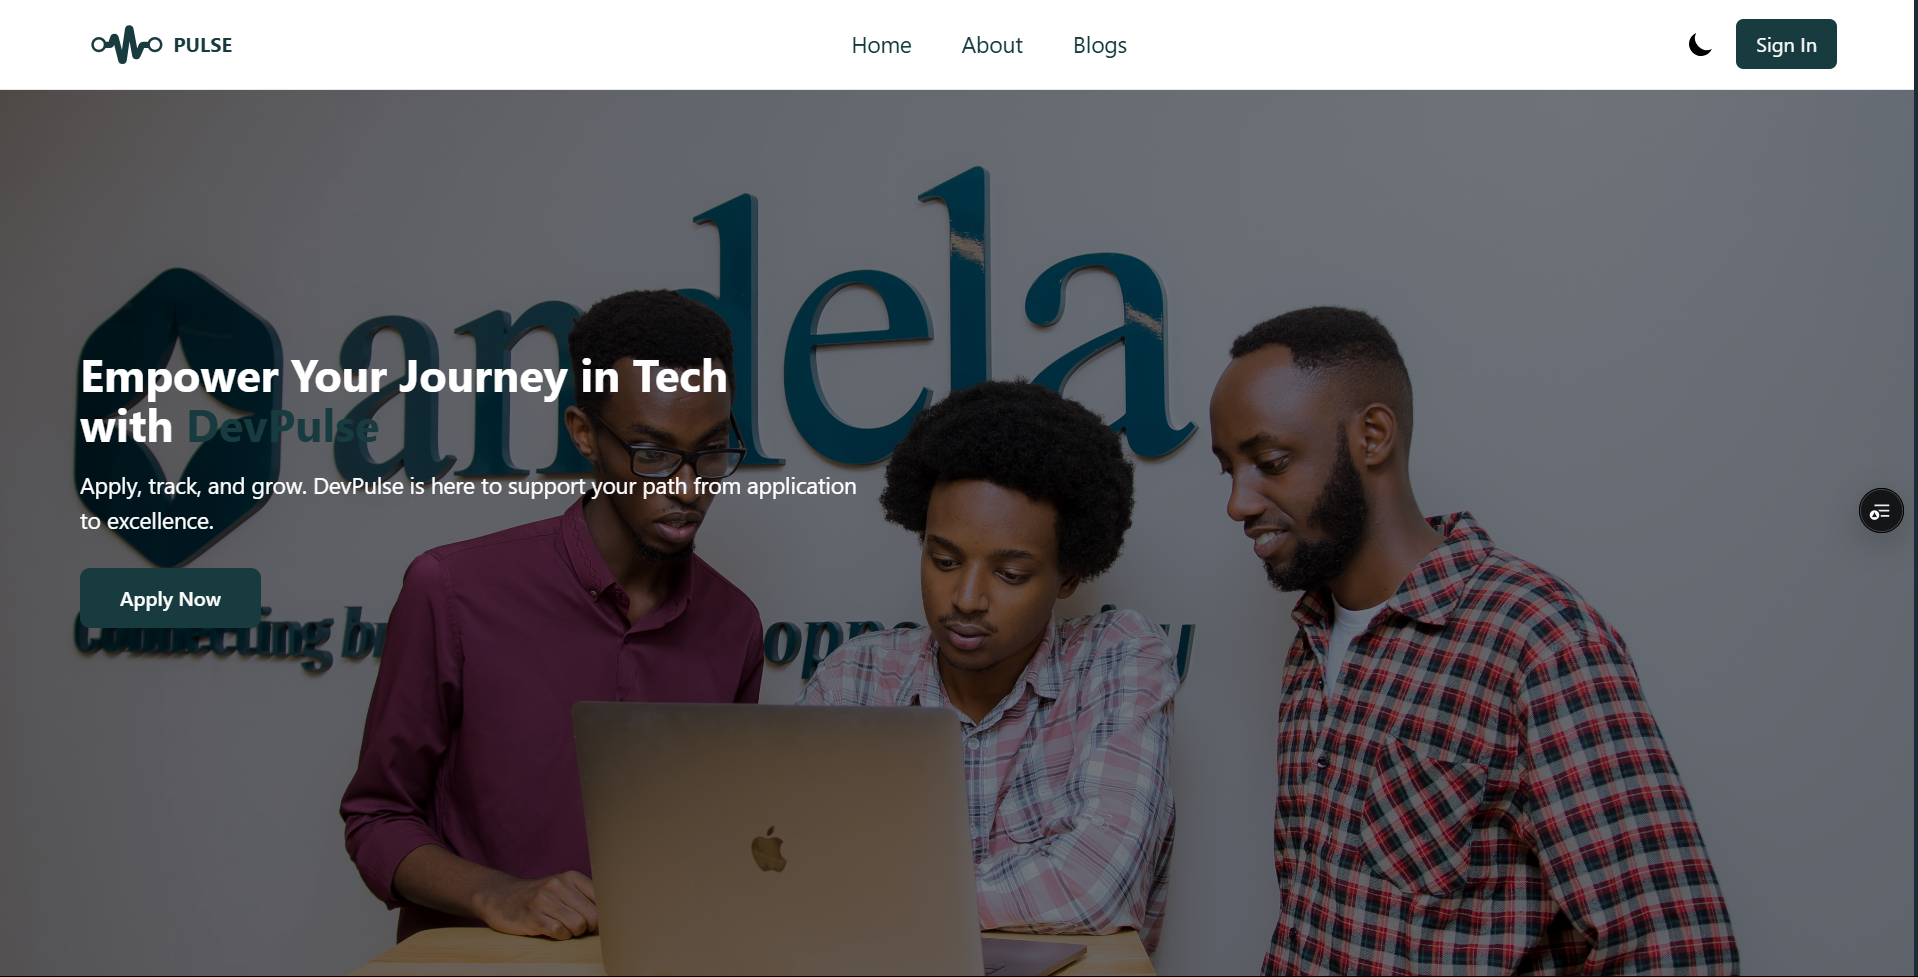 PULSE
Home
About
Blogs
Sign In
andela
Empower Your Journey in Tech
with DevPulse
Apply, track, and grow. DevPulse is here to support your path from application
to excellence.
Apply Now
Connecting